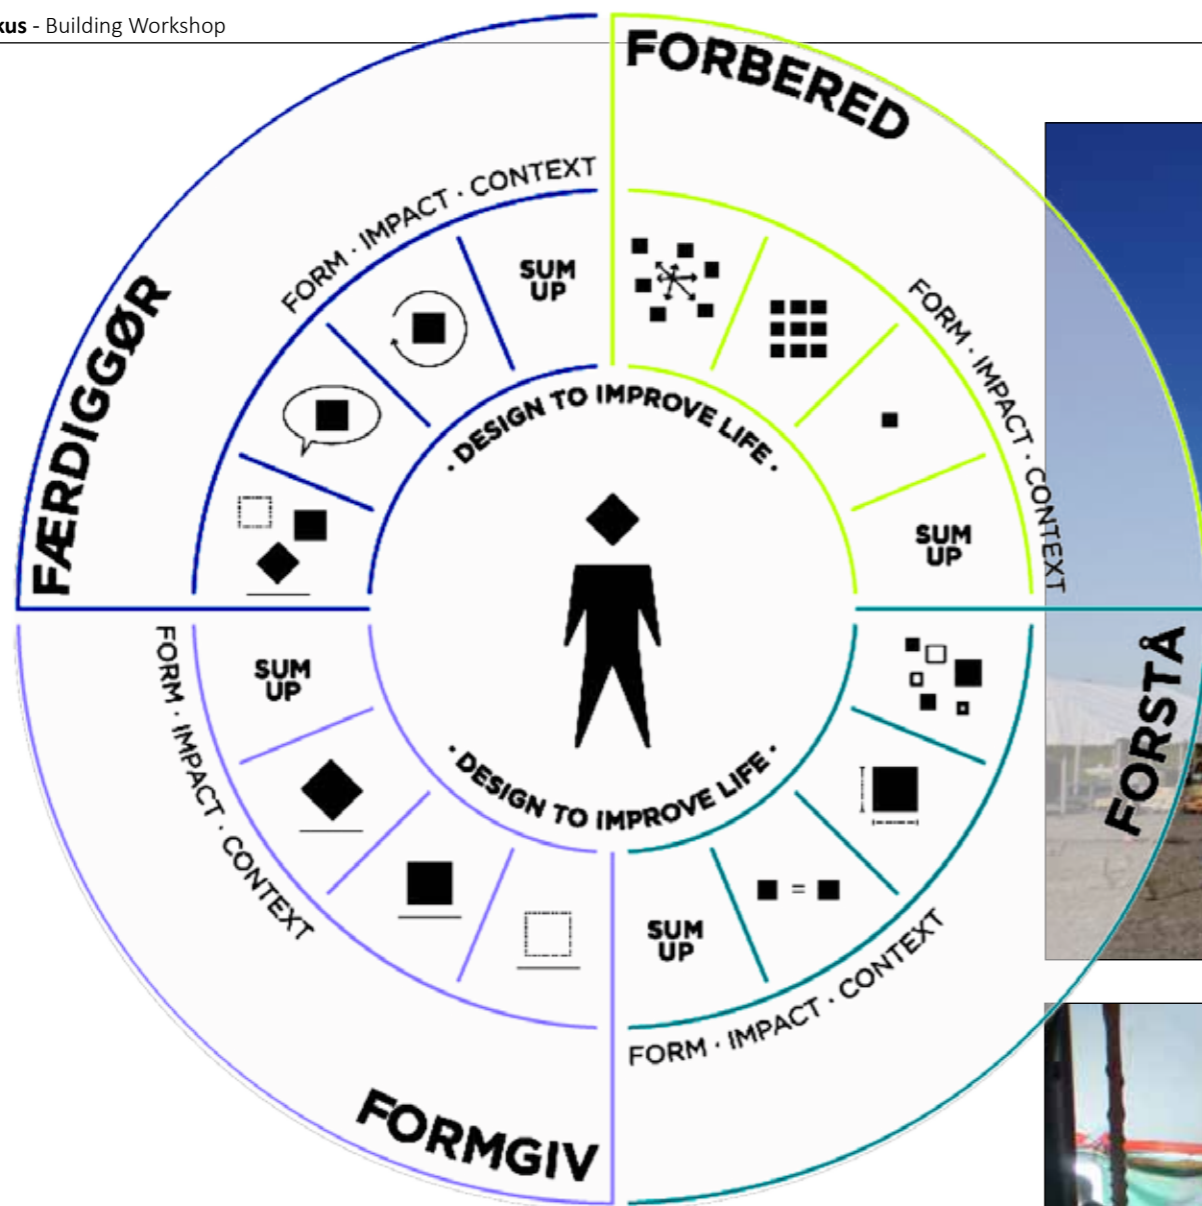 kus - Building Workshop
FORBERED
FORM · IMPACT · CONTEXT
SUM
UP
FORM · IMPACT · CONTEXT
FÆRDIGGØR
· DESIGN TO IMPROVE LIFE ·
SUM
UP
SUM
UP
FORM · IMPACT · CONTEXT
FORSTÅ
· DESIGN TO IMPROVE LIFE ·
=
SUM
UP
FORM · IMPACT · CONTEXT
FORMGIV